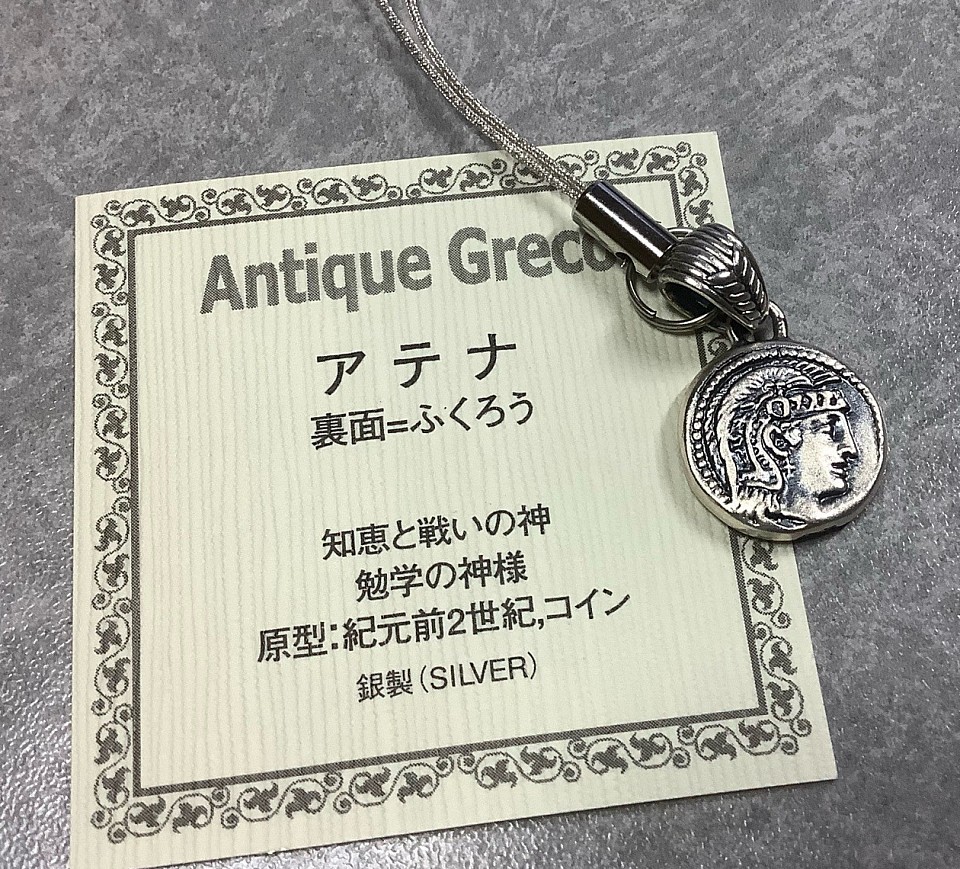 Antique Greco
アテナ
裏面=ふくろう
知恵と戦いの神
勉学の神様
原型:紀元前2世紀,コイン
銀製(SILVER)